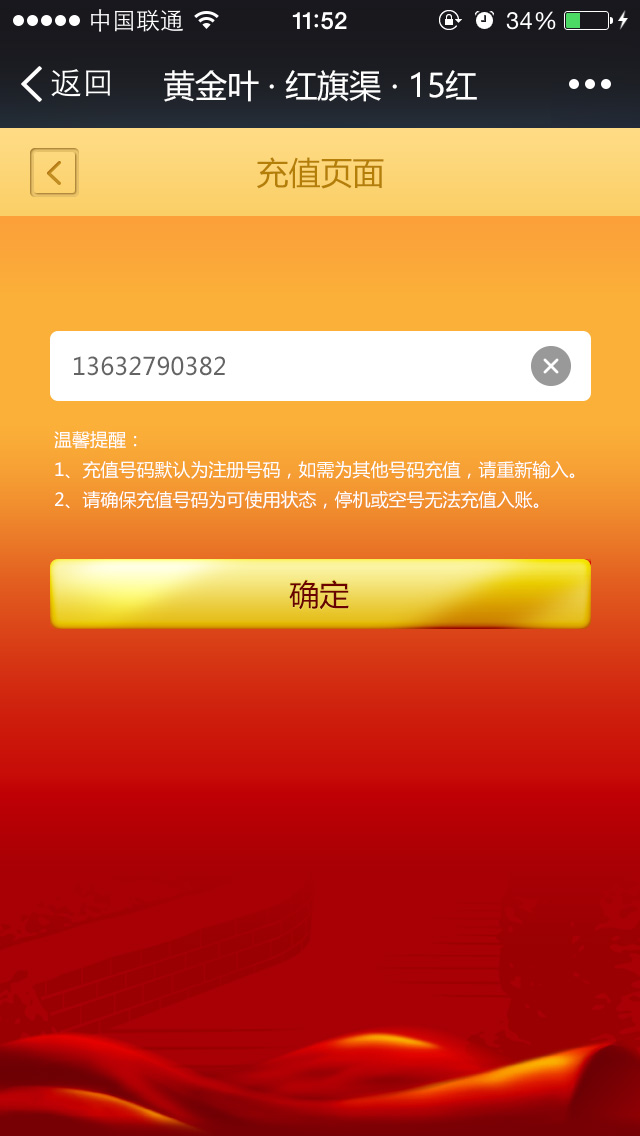 中国联通 11:52 34%
返回 黄金叶·红旗渠·15红
充值页面
13632790382
温馨提醒：
1、充值号码默认为注册号码，如需为其他号码充值，请重新输入。
2、请确保充值号码为可使用状态，停机或空号无法充值入账。
确定